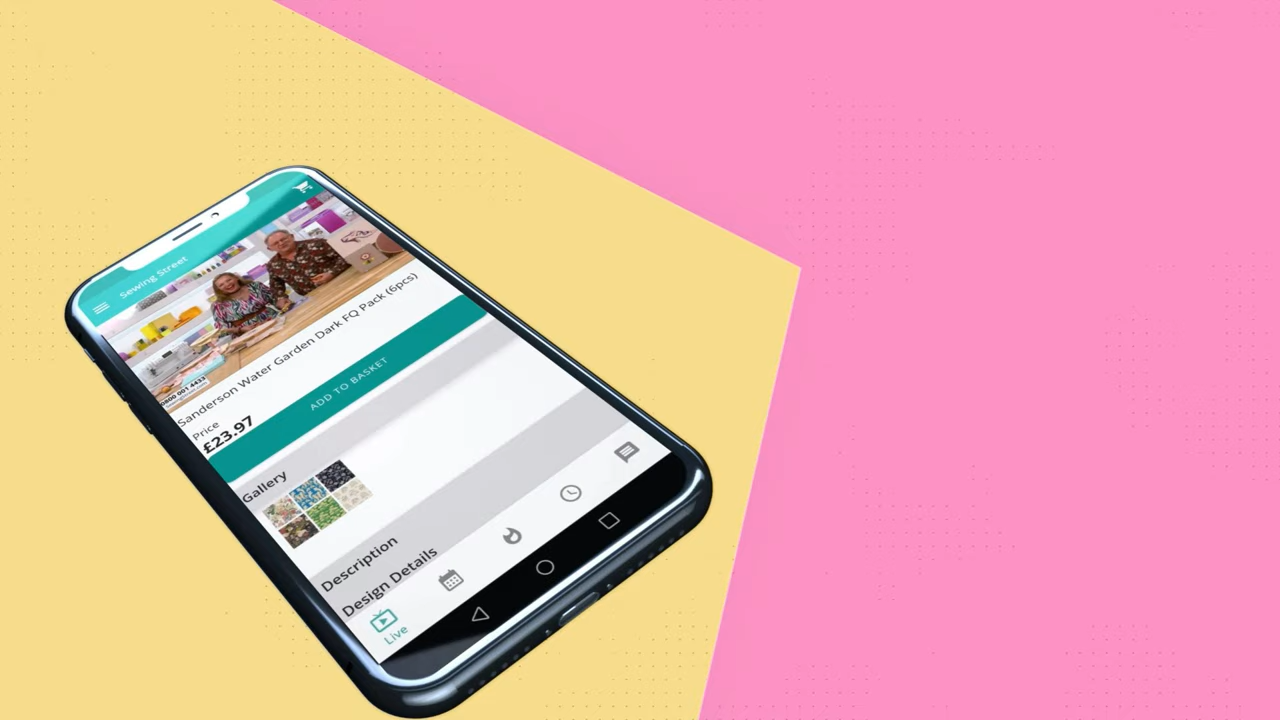 Sewing Street
0800 001 4433
Sanderson Water Garden Dark FQ Pack (6pcs)
Price
£23.97
ADD TO BASKET
Gallery
Description
Design Details
Live